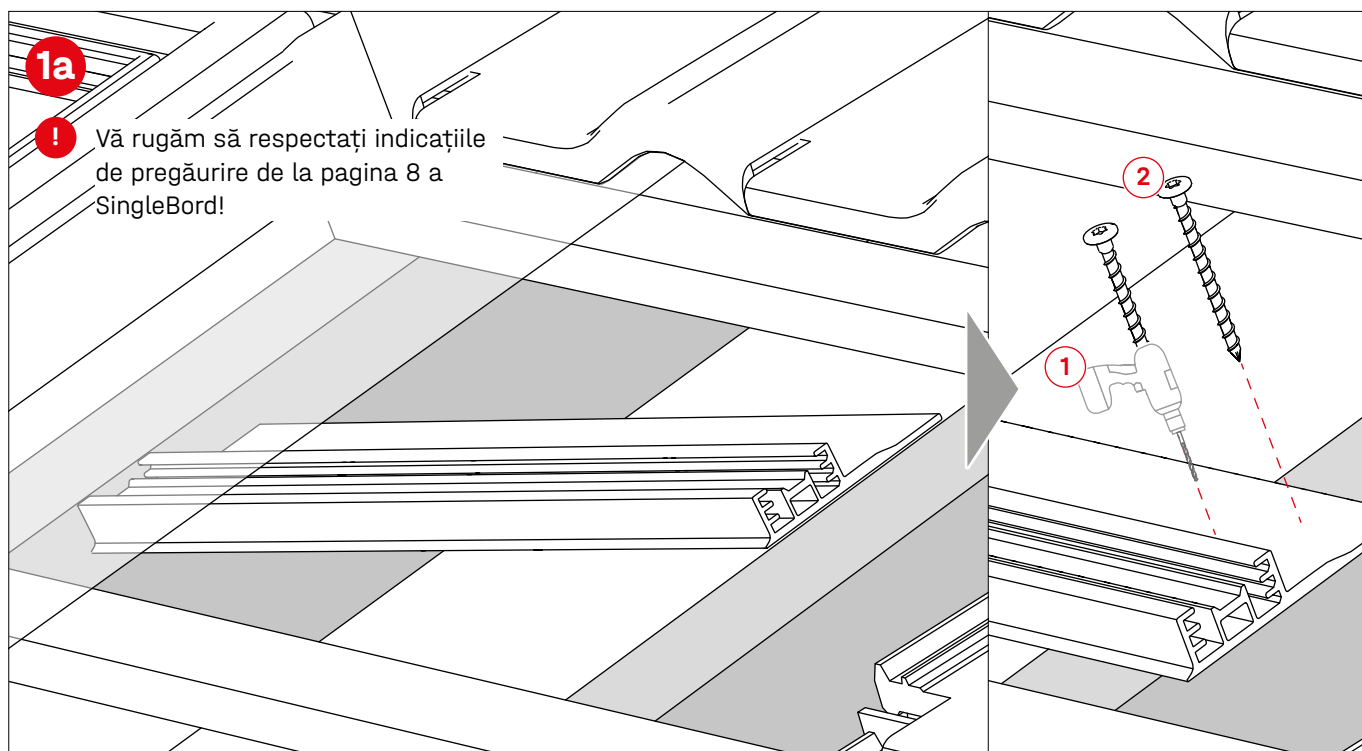 1a
! Vă rugăm să respectați indicațiile
de pregăurire de la pagina 8 a
SingleBord!
2
1